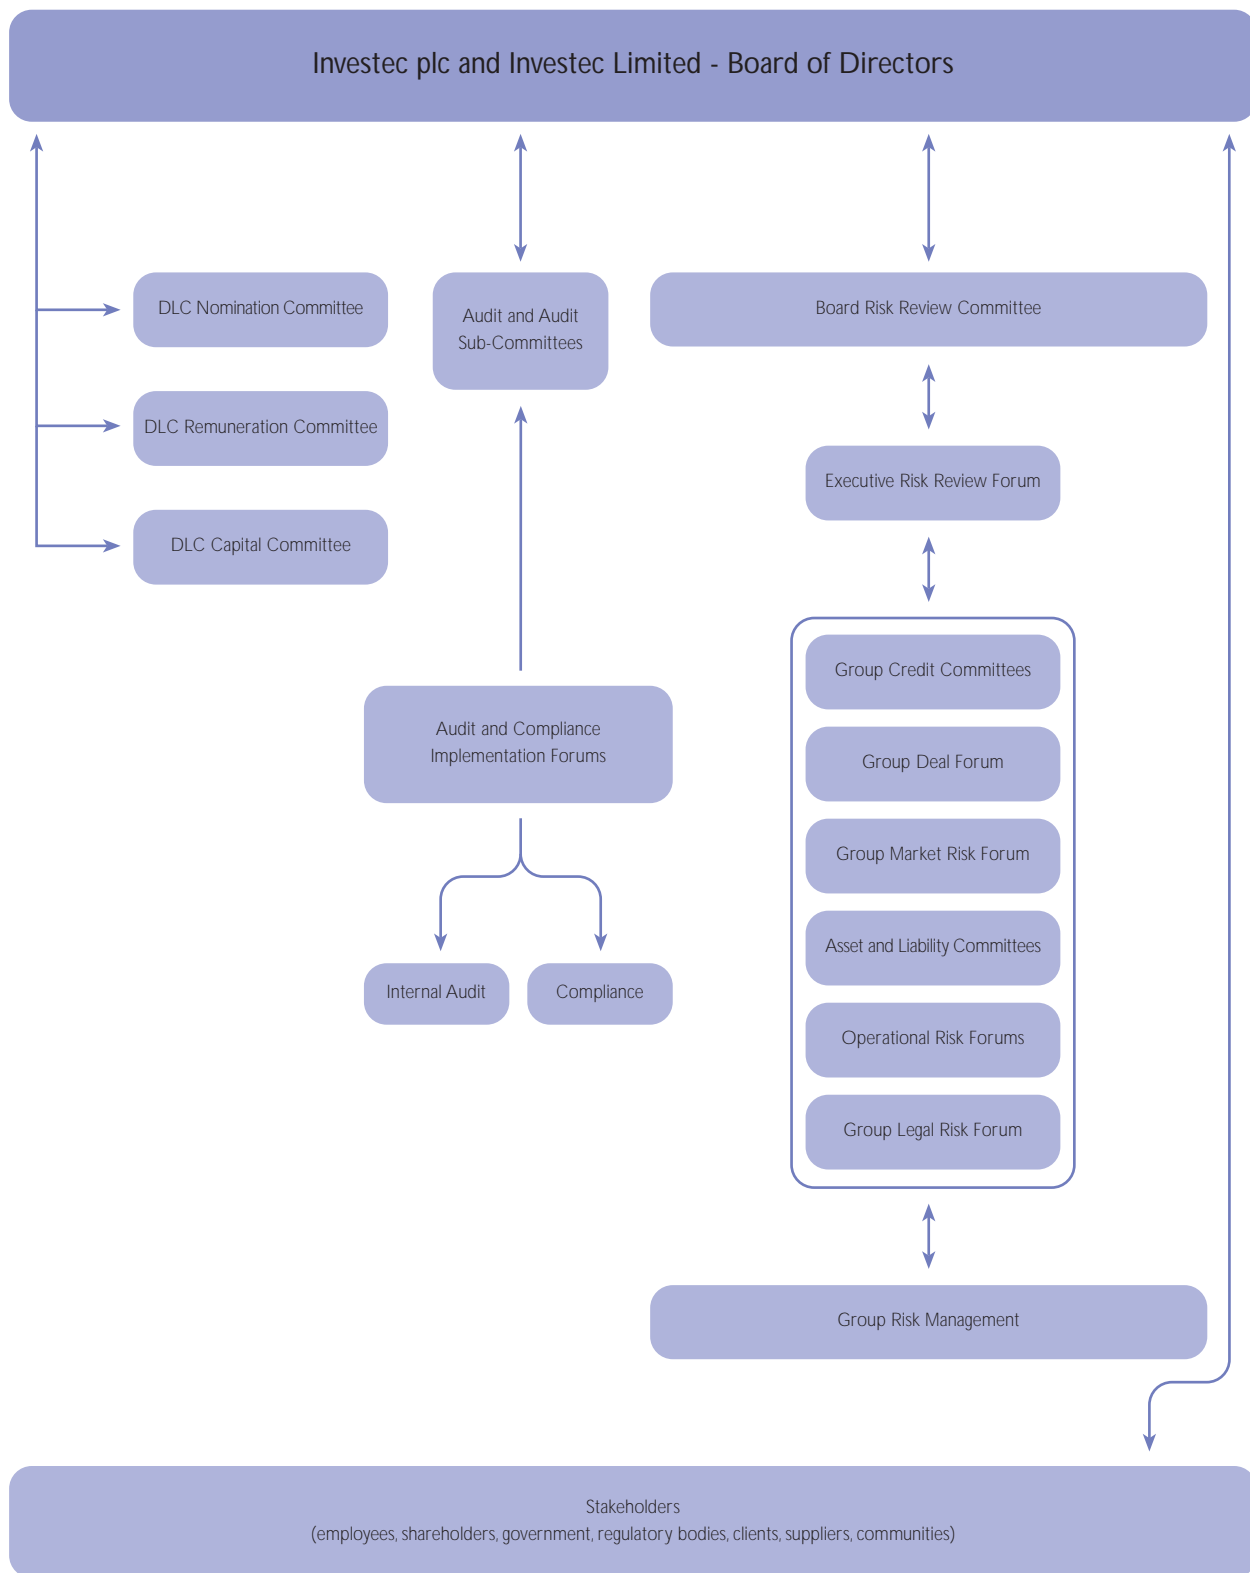 Investec plc and Investec Limited - Board of Directors
DLC Nomination Committee
DLC Remuneration Committee
DLC Capital Committee
Audit and Audit
Sub-Committees
Audit and Compliance
Implementation Forums
Internal Audit
Compliance
Board Risk Review Committee
Executive Risk Review Forum
Group Credit Committees
Group Deal Forum
Group Market Risk Forum
Asset and Liability Committees
Operational Risk Forums
Group Legal Risk Forum
Group Risk Management
Stakeholders
(employees, shareholders, government, regulatory bodies, clients, suppliers, communities)